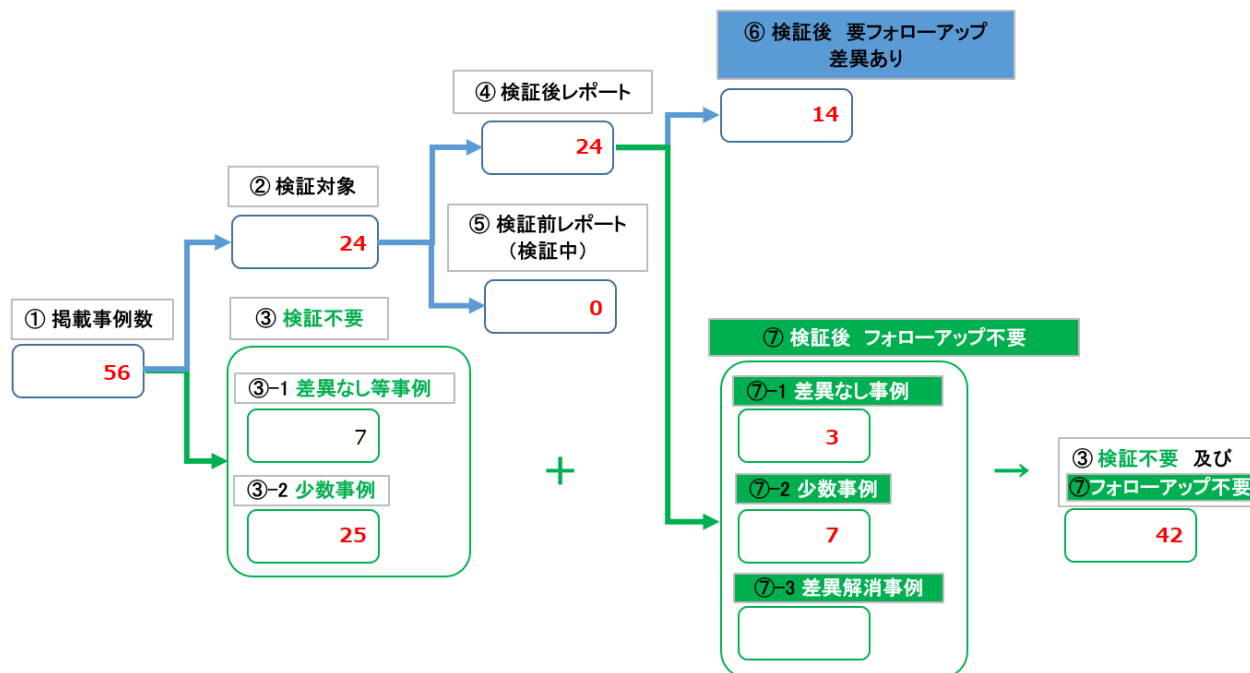 ① 掲載事例数
56
② 検証対象
24
③ 検証不要
③-1 差異なし等事例
7
③-2 少数事例
25
④ 検証後レポート
24
⑤ 検証前レポート
（検証中）
0
+
⑥ 検証後　要フォローアップ
差異あり
14
⑦ 検証後　フォローアップ不要
⑦-1 差異なし事例
3
⑦-2 少数事例
7
⑦-3 差異解消事例
→
③ 検証不要　及び
⑦フォローアップ不要
42